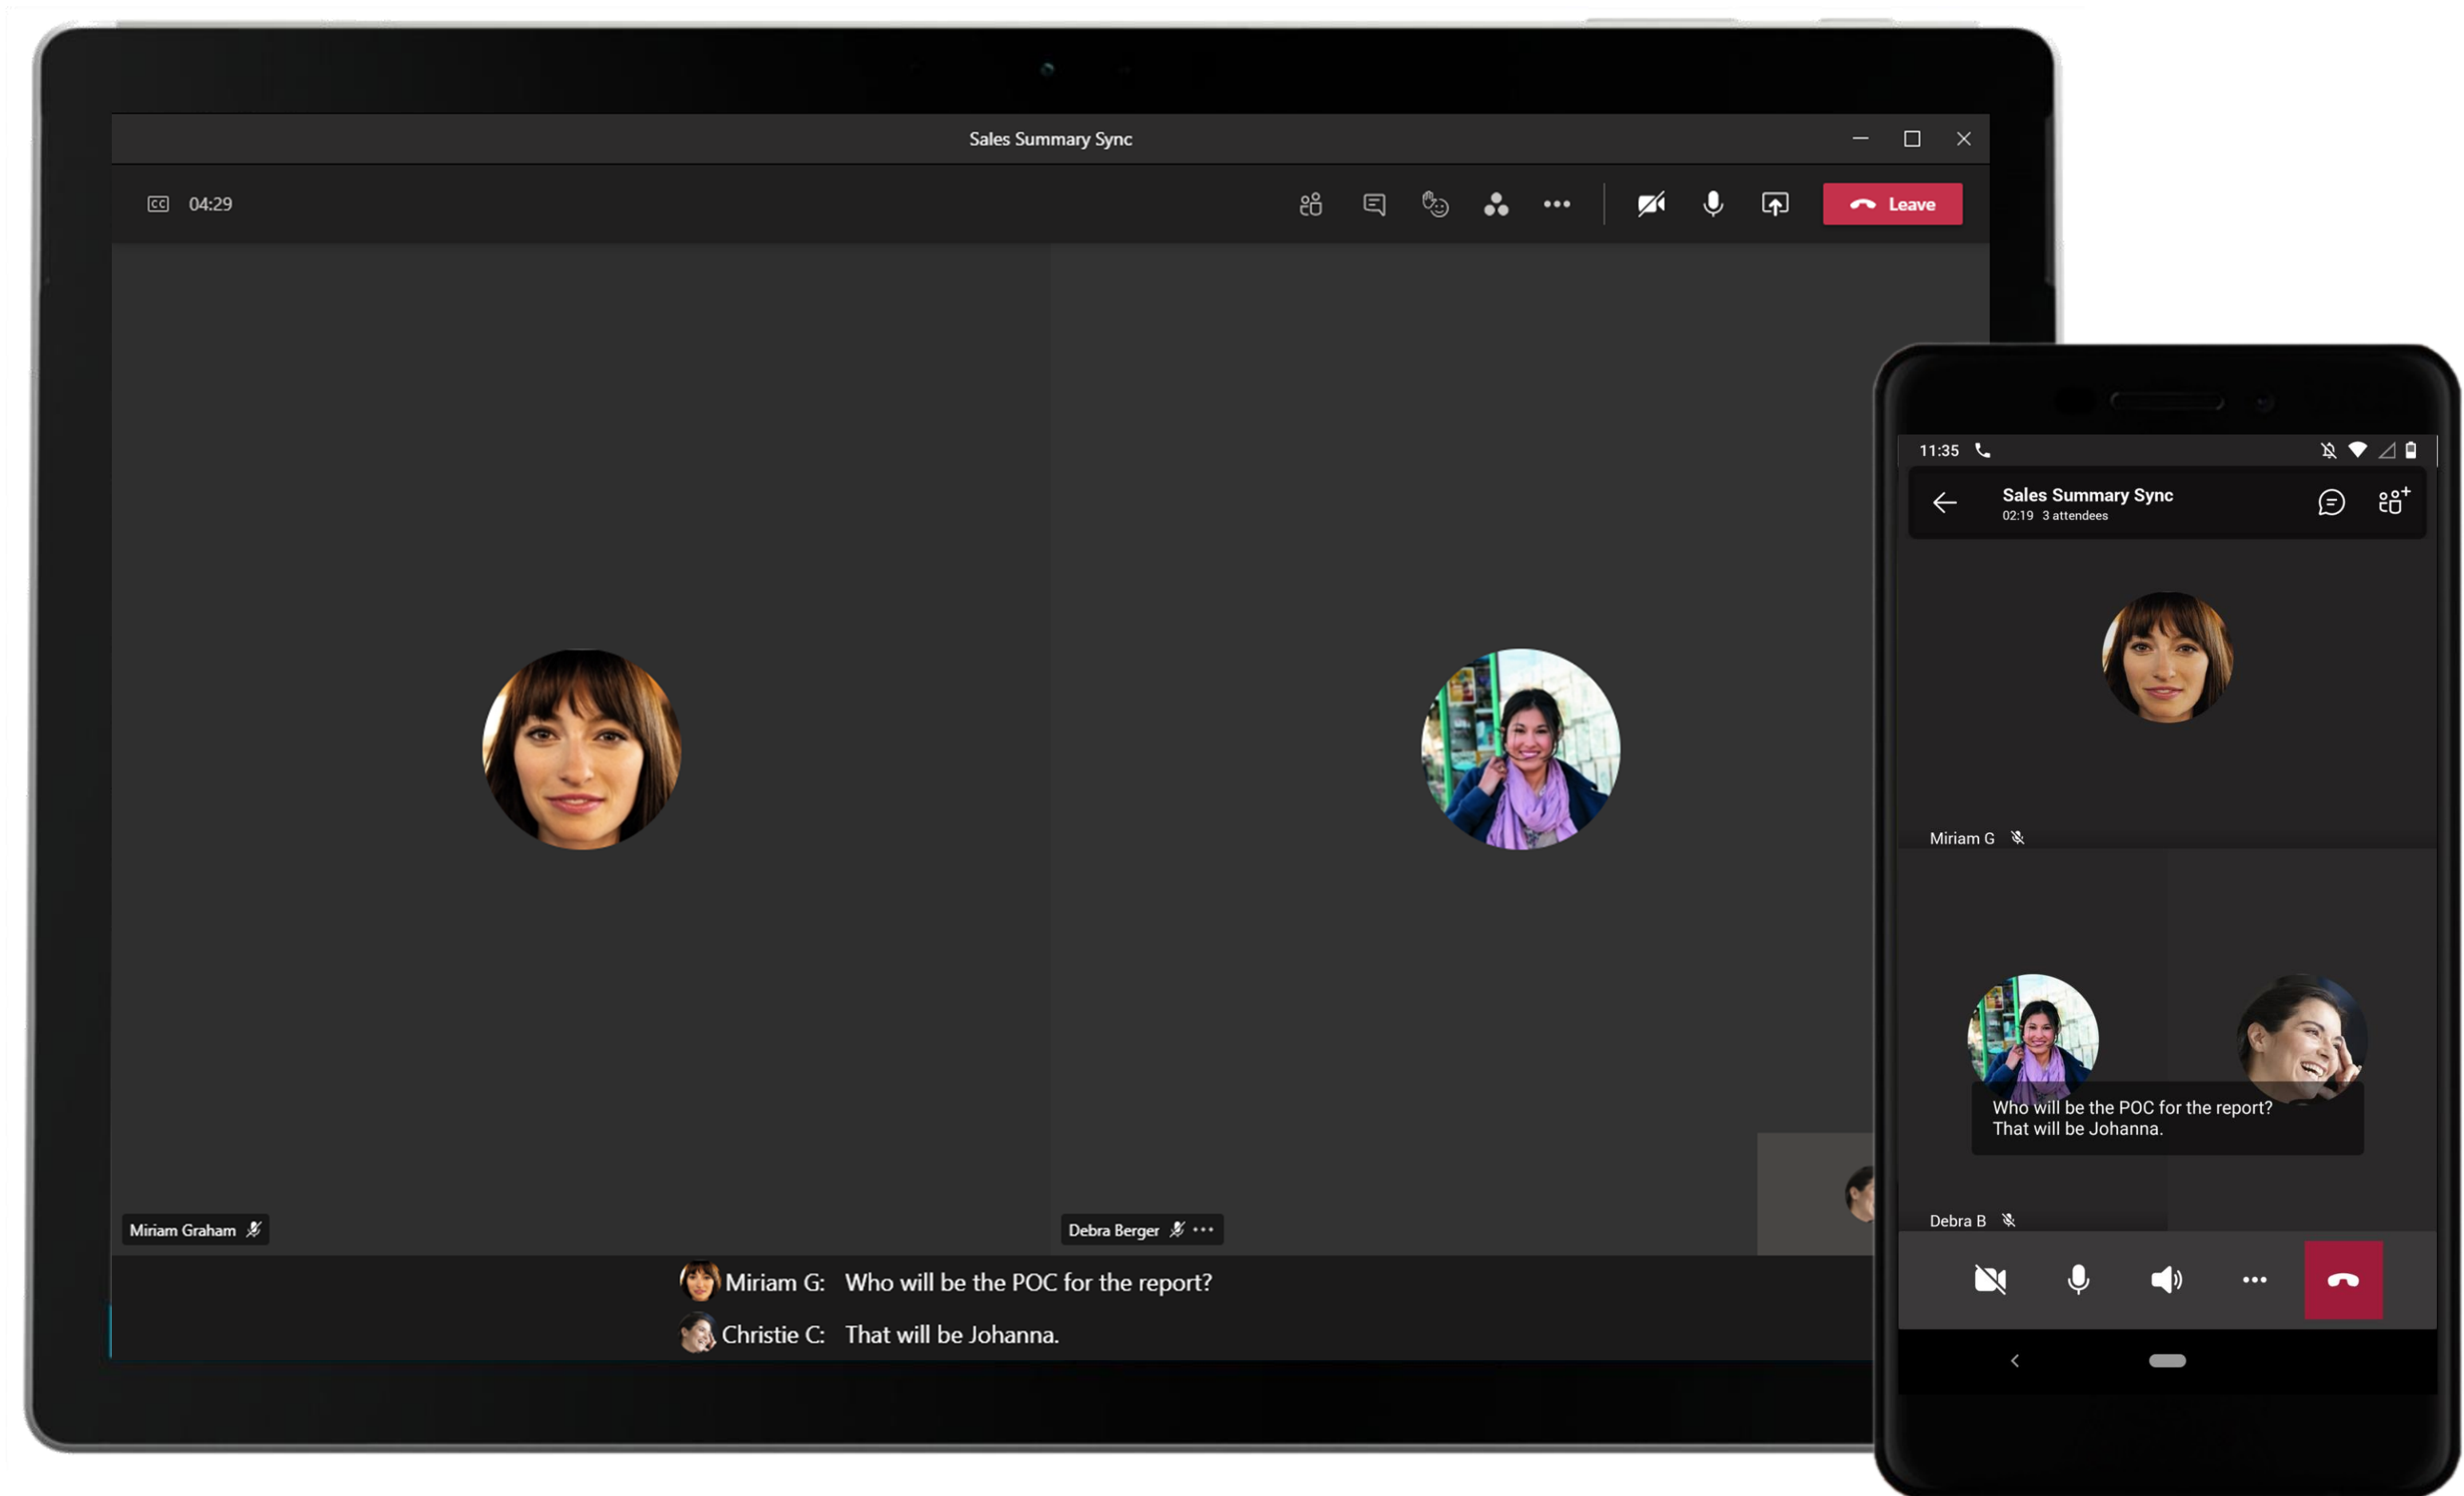 Sales Summary Sync
CC 04:29
Leave
Miriam Graham
Debra Berger
Miriam G: Who will be the POC for the report?
Christie C: That will be Johanna.
11:35
Sales Summary Sync
02:19 3 attendees
Miriam G
Who will be the POC for the report?
That will be Johanna.
Debra B